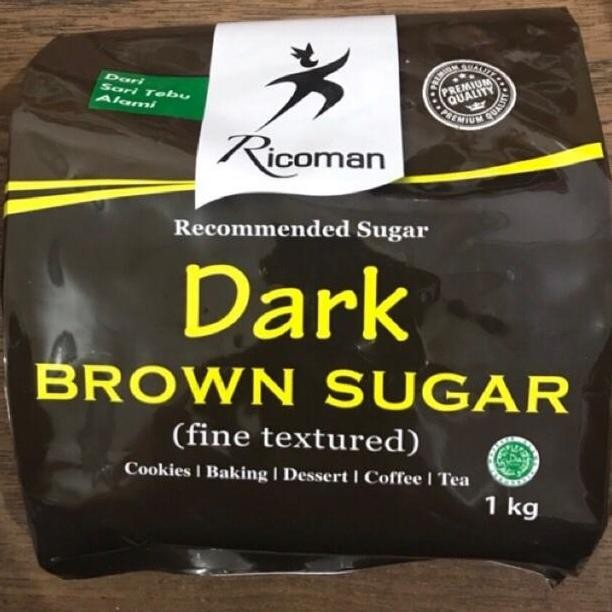 Dari
Sari Tebu
Alami
Ricoman
PREMIUM QUALITY
PREMIUM
QUALITY
PREMIUM QUALITY
Recommended Sugar
Dark
BROWN SUGAR
(fine textured)
Cookies | Baking | Dessert | Coffee | Tea
1 kg